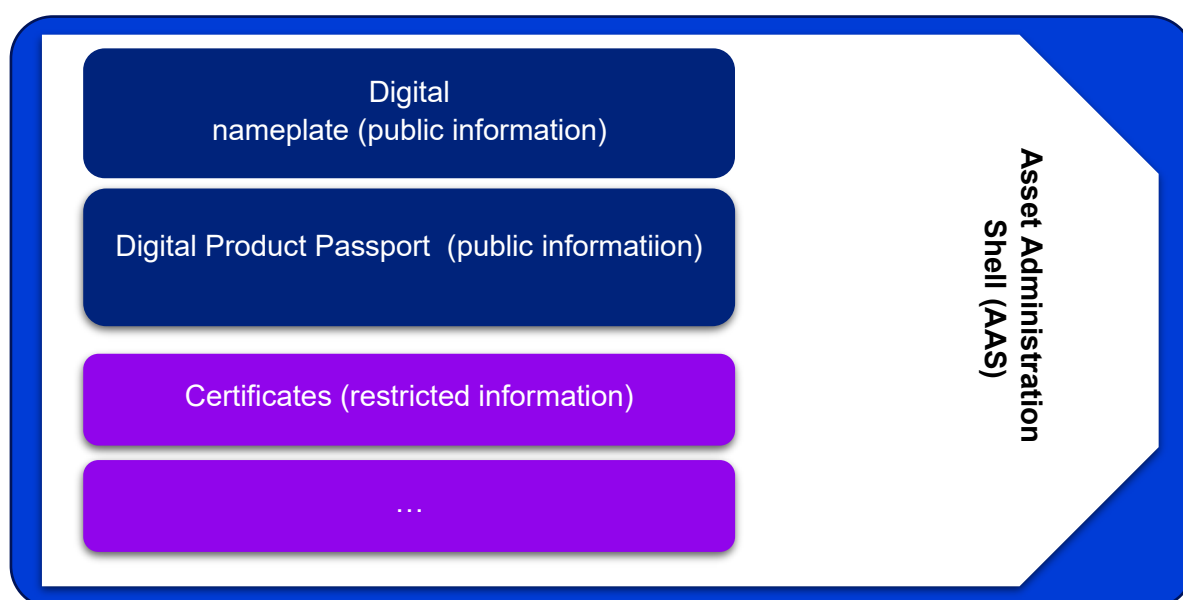 Digital
nameplate (public information)
Digital Product Passport  (public informatiion)
Certificates (restricted information)
…
Asset Administration
Shell (AAS)